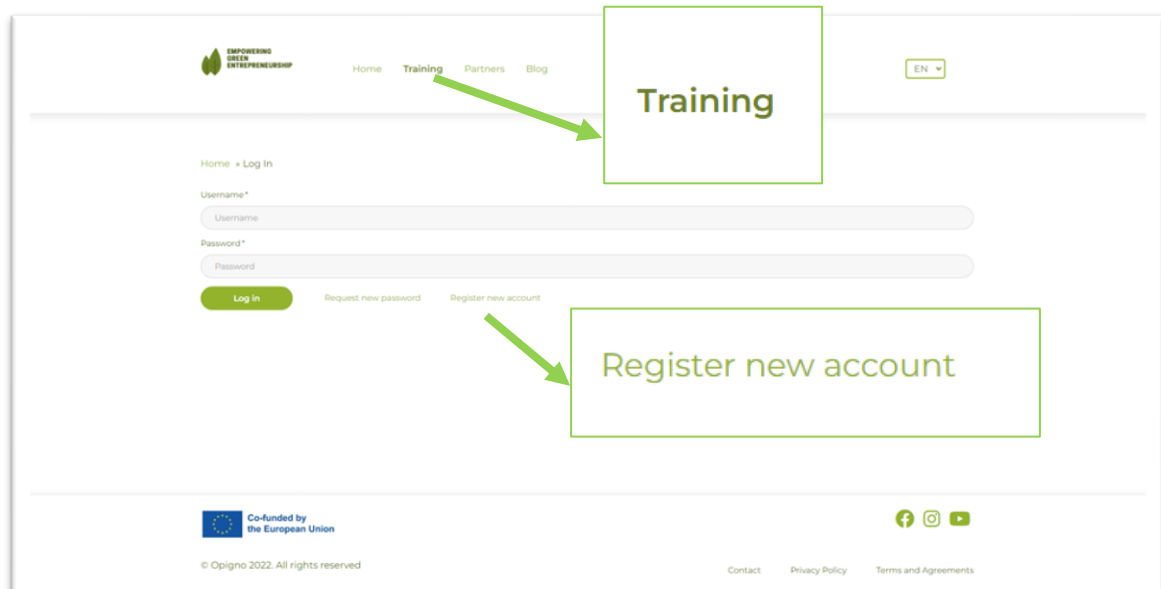 EMPOWERING
GREEN
ENTREPRENEURSHIP
Home Training Partners Blog
EN
Training
Home » Log In
Username*
Username
Password*
Password
Log in Request new password Register new account
Register new account
Co-funded by
the European Union
© Opigno 2022. All rights reserved
Contact Privacy Policy Terms and Agreements